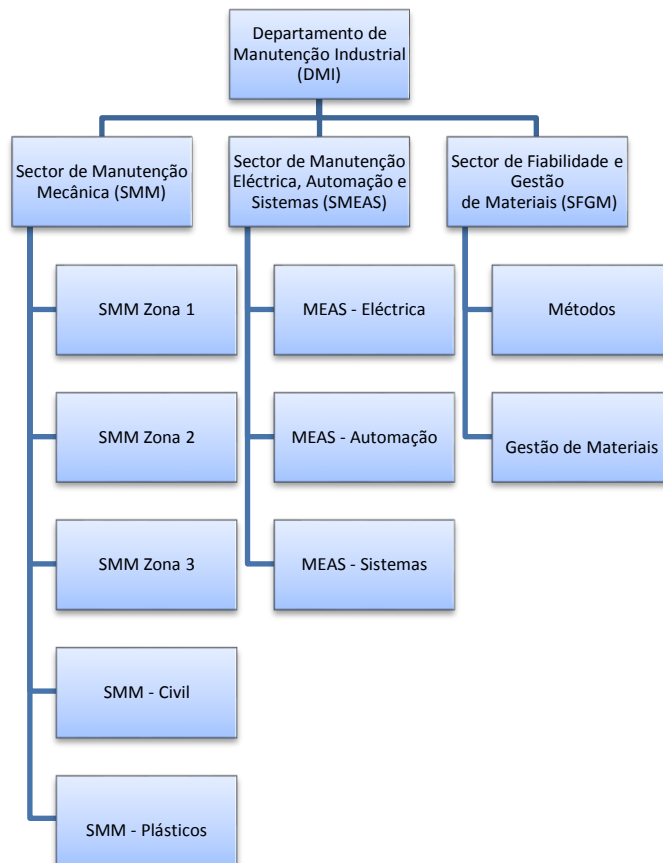 Departamento de
Manutenção Industrial
(DMI)
Sector de Manutenção
Mecânica (SMM)
Sector de Manutenção
Eléctrica, Automação e
Sistemas (SMEAS)
Sector de Fiabilidade e
Gestão
de Materiais (SFGM)
SMM Zona 1
SMM Zona 2
SMM Zona 3
SMM - Civil
SMM - Plásticos
MEAS - Eléctrica
MEAS - Automação
MEAS - Sistemas
Métodos
Gestão de Materiais